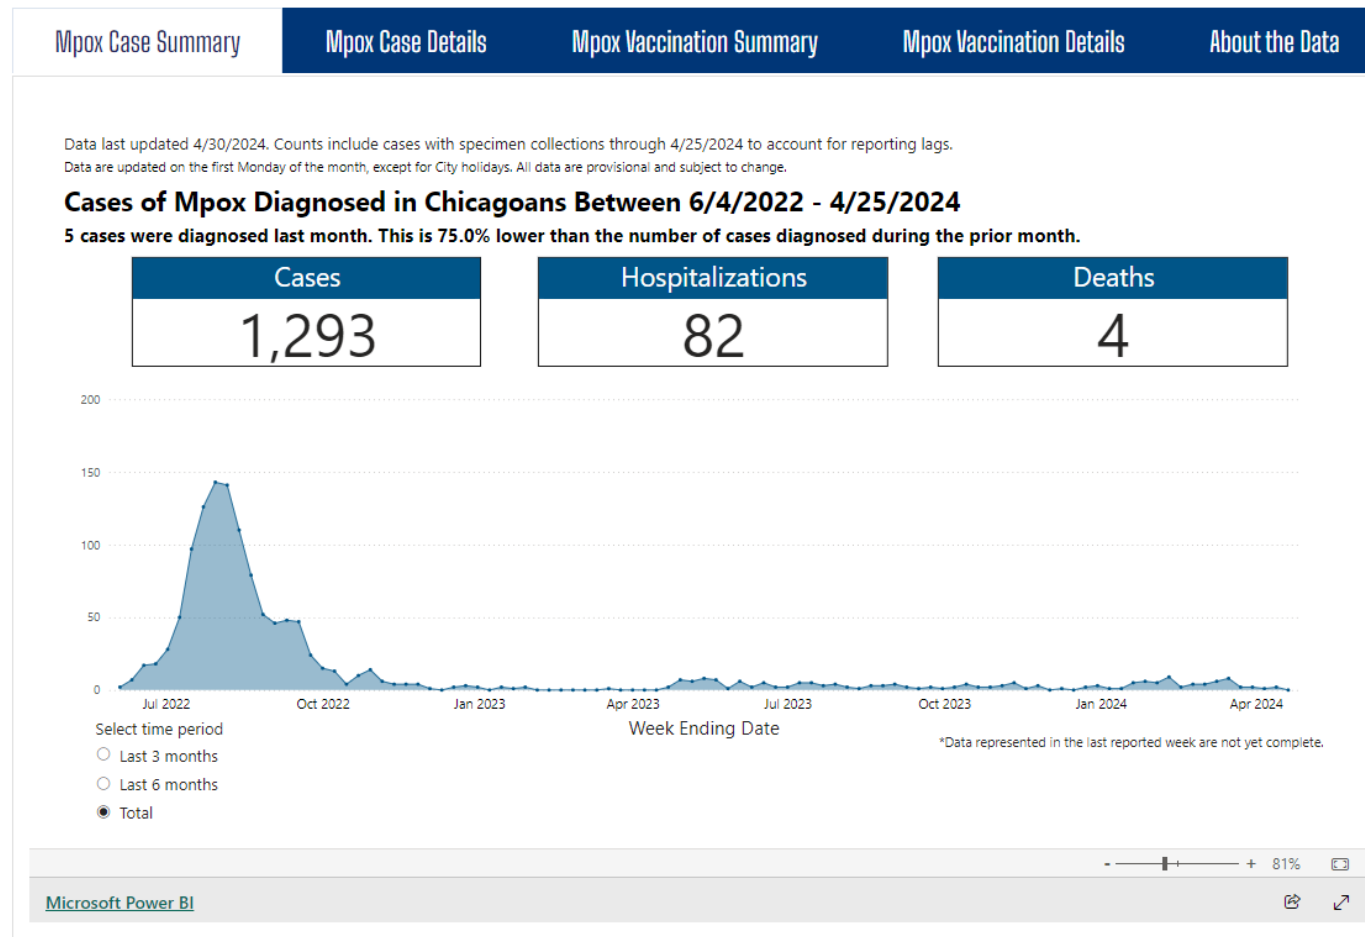 Mpox Case Summary
Mpox Case Details
Mpox Vaccination Summary
Mpox Vaccination Details
About the Data
Data last updated 4/30/2024. Counts include cases with specimen collections through 4/25/2024 to account for reporting lags.
Data are updated on the first Monday of the month, except for City holidays. All data are provisional and subject to change.
Cases of Mpox Diagnosed in Chicagoans Between 6/4/2022 - 4/25/2024
5 cases were diagnosed last month. This is 75.0% lower than the number of cases diagnosed during the prior month.
Cases
1,293
Hospitalizations
82
Deaths
4
200
150
100
50
0
Jul 2022
Oct 2022
Jan 2023
Apr 2023
Jul 2023
Oct 2023
Jan 2024
Apr 2024
Week Ending Date
*Data represented in the last reported week are not yet complete.
Select time period
Last 3 months
Last 6 months
Total
- + 81%
Microsoft Power BI